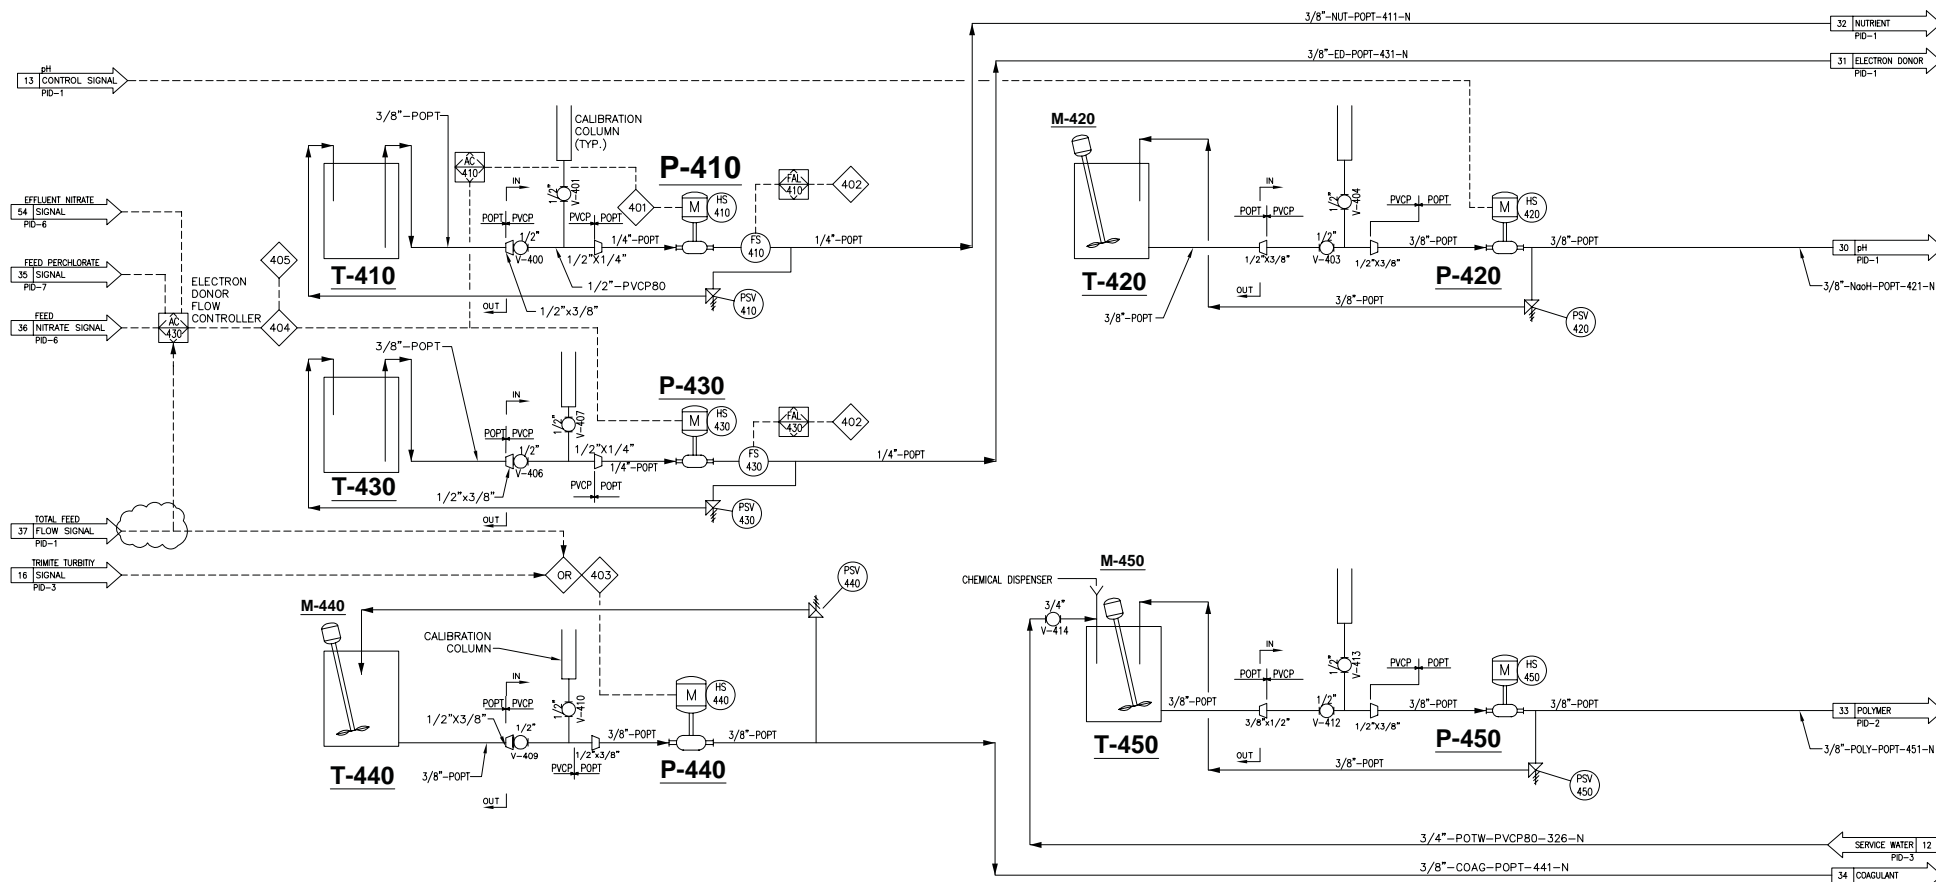 3/8"-NUT-POPT-411-N
32 NUTRIENT
PID-1
3/8"-ED-POPT-431-N
31 ELECTRON DONOR
PID-1
pH
13 CONTROL SIGNAL
PID-1
3/8"-POPT
CALIBRATION
COLUMN
(TYP.)
AC
410
P-410
FAL
410
402
IN
1/2"
V-401
401
M
HS
410
POPT
PVCP
PVCP
POPT
1/2"
V-400
1/4"-POPT
FS
410
1/4"-POPT
T-410
1/2"X1/4"
1/2"-PVCP80
PSV
410
OUT
1/2"x3/8"
M-420
IN
1/2"
V-404
M
HS
420
POPT
PVCP
PVCP
POPT
1/2"
V-403
3/8"-POPT
3/8"-POPT
30 pH
PID-1
1/2"x3/8"
1/2"x3/8"
T-420
P-420
OUT
3/8"-POPT
3/8"-NaoH-POPT-421-N
3/8"-POPT
PSV
420
EFFLUENT NITRATE
54 SIGNAL
PID-6
FEED PERCHLORATE
35 SIGNAL
PID-7
FEED
36 NITRATE SIGNAL
PID-6
405
ELECTRON
DONOR
FLOW
CONTROLLER
AC
430
404
3/8"-POPT
P-430
IN
1/2"
V-407
M
HS
430
FAL
430
402
POPT
PVCP
1/2"
V-406
1/2"X1/4"
1/4"-POPT
FS
430
1/4"-POPT
T-430
1/2"x3/8"
PVCP
POPT
PSV
430
OUT
TOTAL FEED
37 FLOW SIGNAL
PID-1
TRIMITE TURBITIY
16 SIGNAL
PID-3
OR
403
PSV
440
M-440
CALIBRATION
COLUMN
IN
1/2"
V-410
M
HS
440
POPT
PVCP
1/2"X3/8"
1/2"
V-409
3/8"-POPT
3/8"-POPT
1/2"x3/8"
T-440
3/8"-POPT
PVCP
POPT
P-440
OUT
M-450
CHEMICAL DISPENSER
3/4"
V-414
IN
1/2"
V-413
M
HS
450
POPT
PVCP
PVCP
POPT
3/8"-POPT
1/2"
V-412
3/8"-POPT
3/8"-POPT
33 POLYMER
PID-2
3/8"x1/2"
1/2"X3/8"
T-450
P-450
OUT
3/8"-POPT
3/8"-POLY-POPT-451-N
PSV
450
3/4"-POTW-PVCP80-326-N
SERVICE WATER 12
PID-3
3/8"-COAG-POPT-441-N
34 COAGULANT